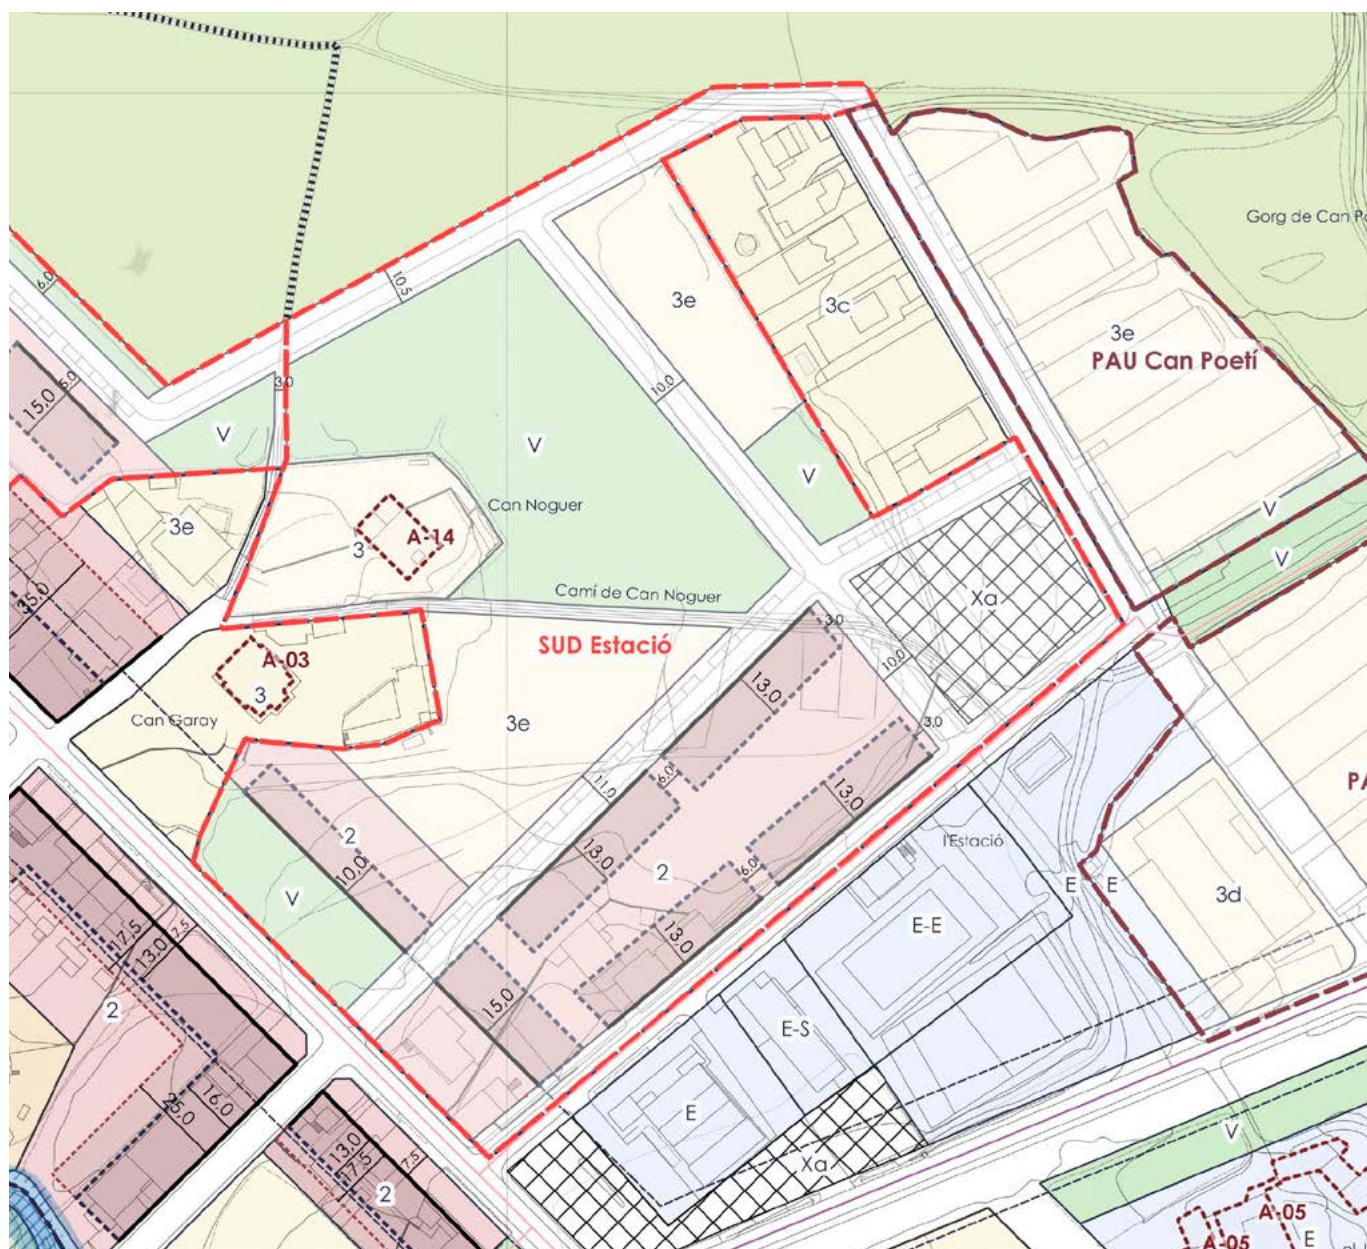 Gorg de Can P
6.0
10,5
3e
3c
3e
PAU Can Poetí
3.0
5.0
15,0
10,0
V
V
V
V
V
Can Noguer
3e
3
A-14
35.0
Camí de Can Noguer
Xa
SUD Estació
3,0
A-03
3
10,0
13,0
Can Garay
3e
3,0
6,0
11,0
13,0
PA
2
l'Estació
10,0
13,0
2
6,0
E
E
3d
V
E-E
17,5
13,0
7,5
13,0
15,0
2
E-S
E
25,0
16,0
Xa
V
13,0
17,5
7,5
2
A-05
A-05
E